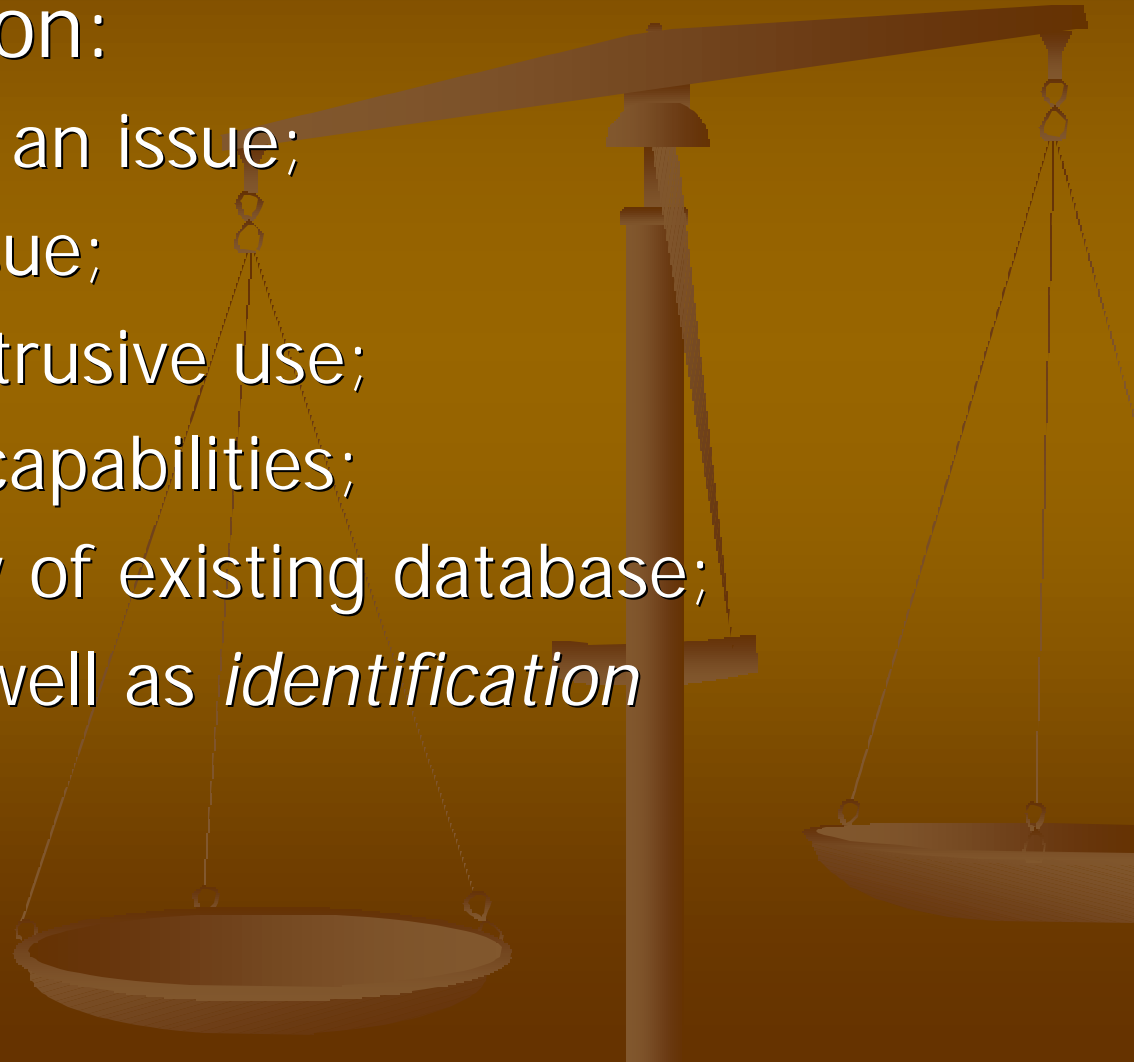 on:
an issue;
ue;
trusive use;
capabilities;
of existing database;
well as identification